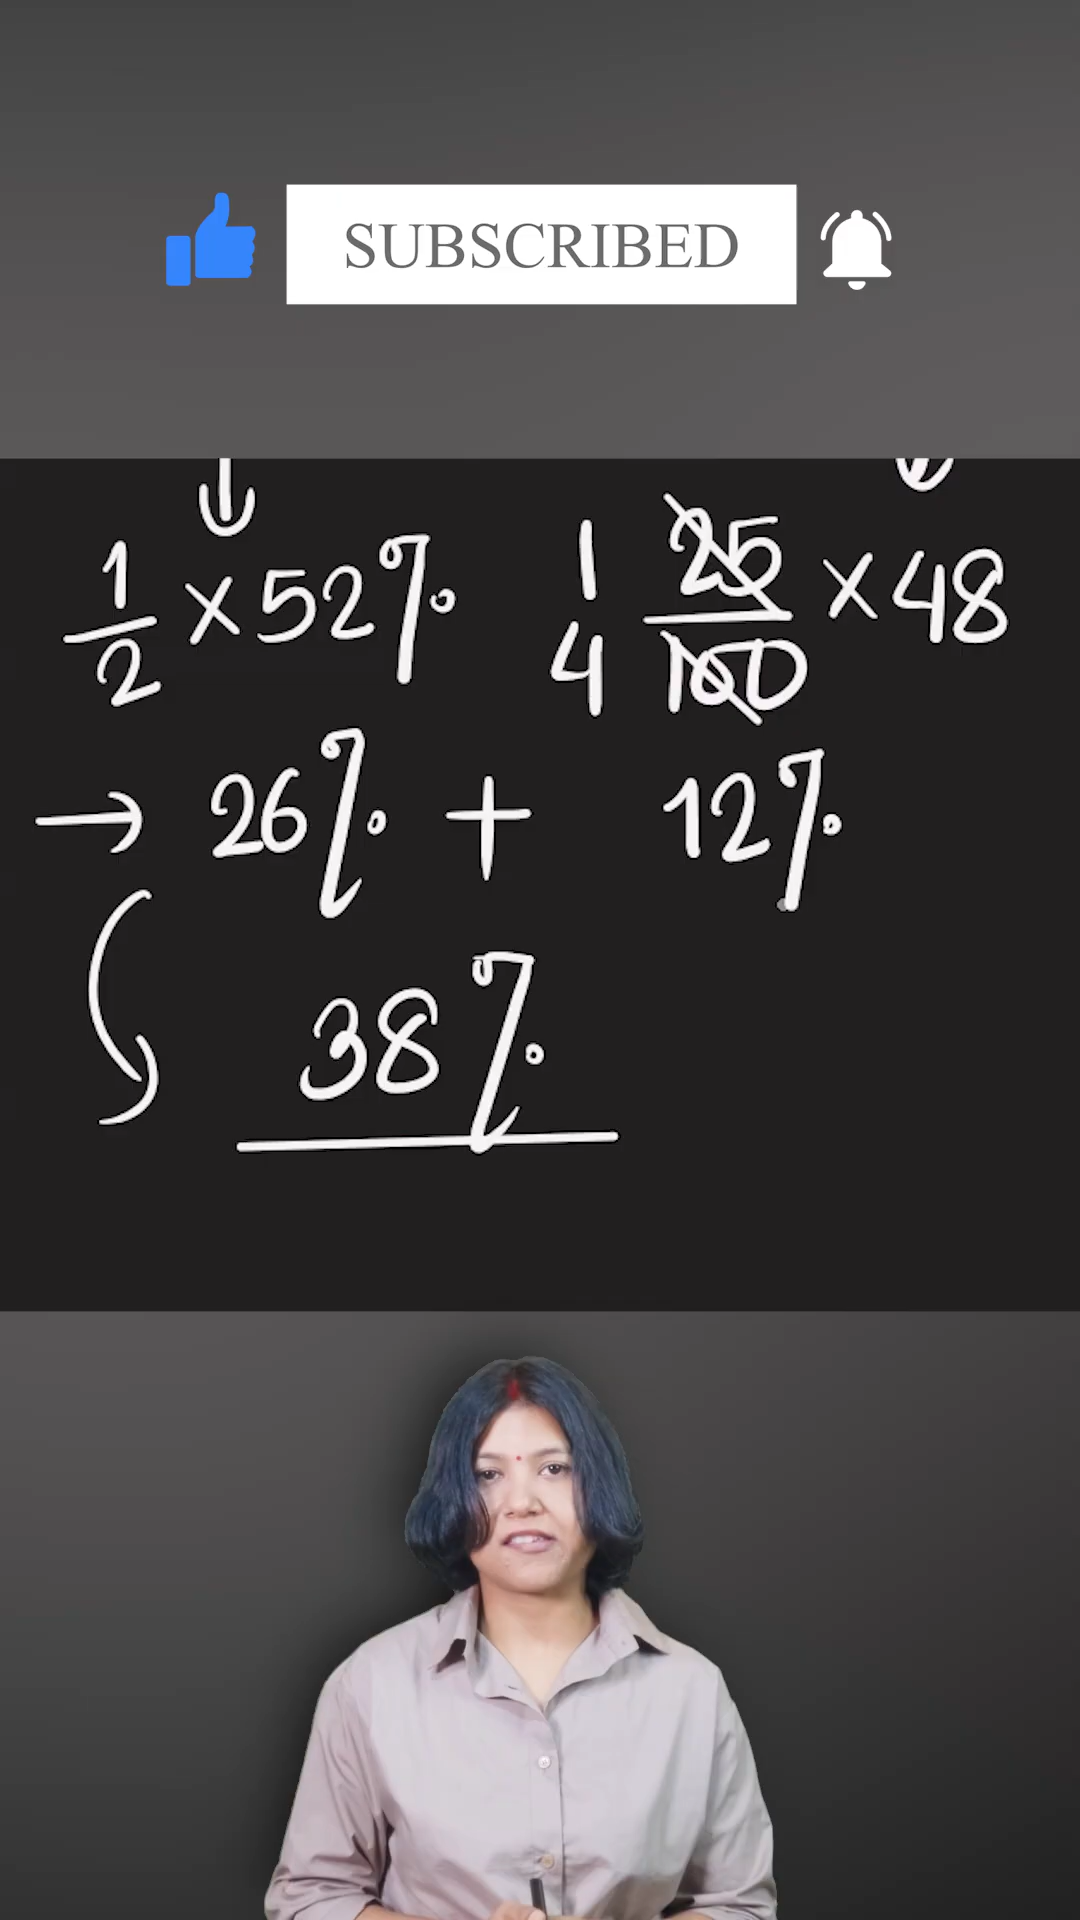 SUBSCRIBED
1/2 × 52% 1/4 25/100 × 48
→ 26% + 12%
38%